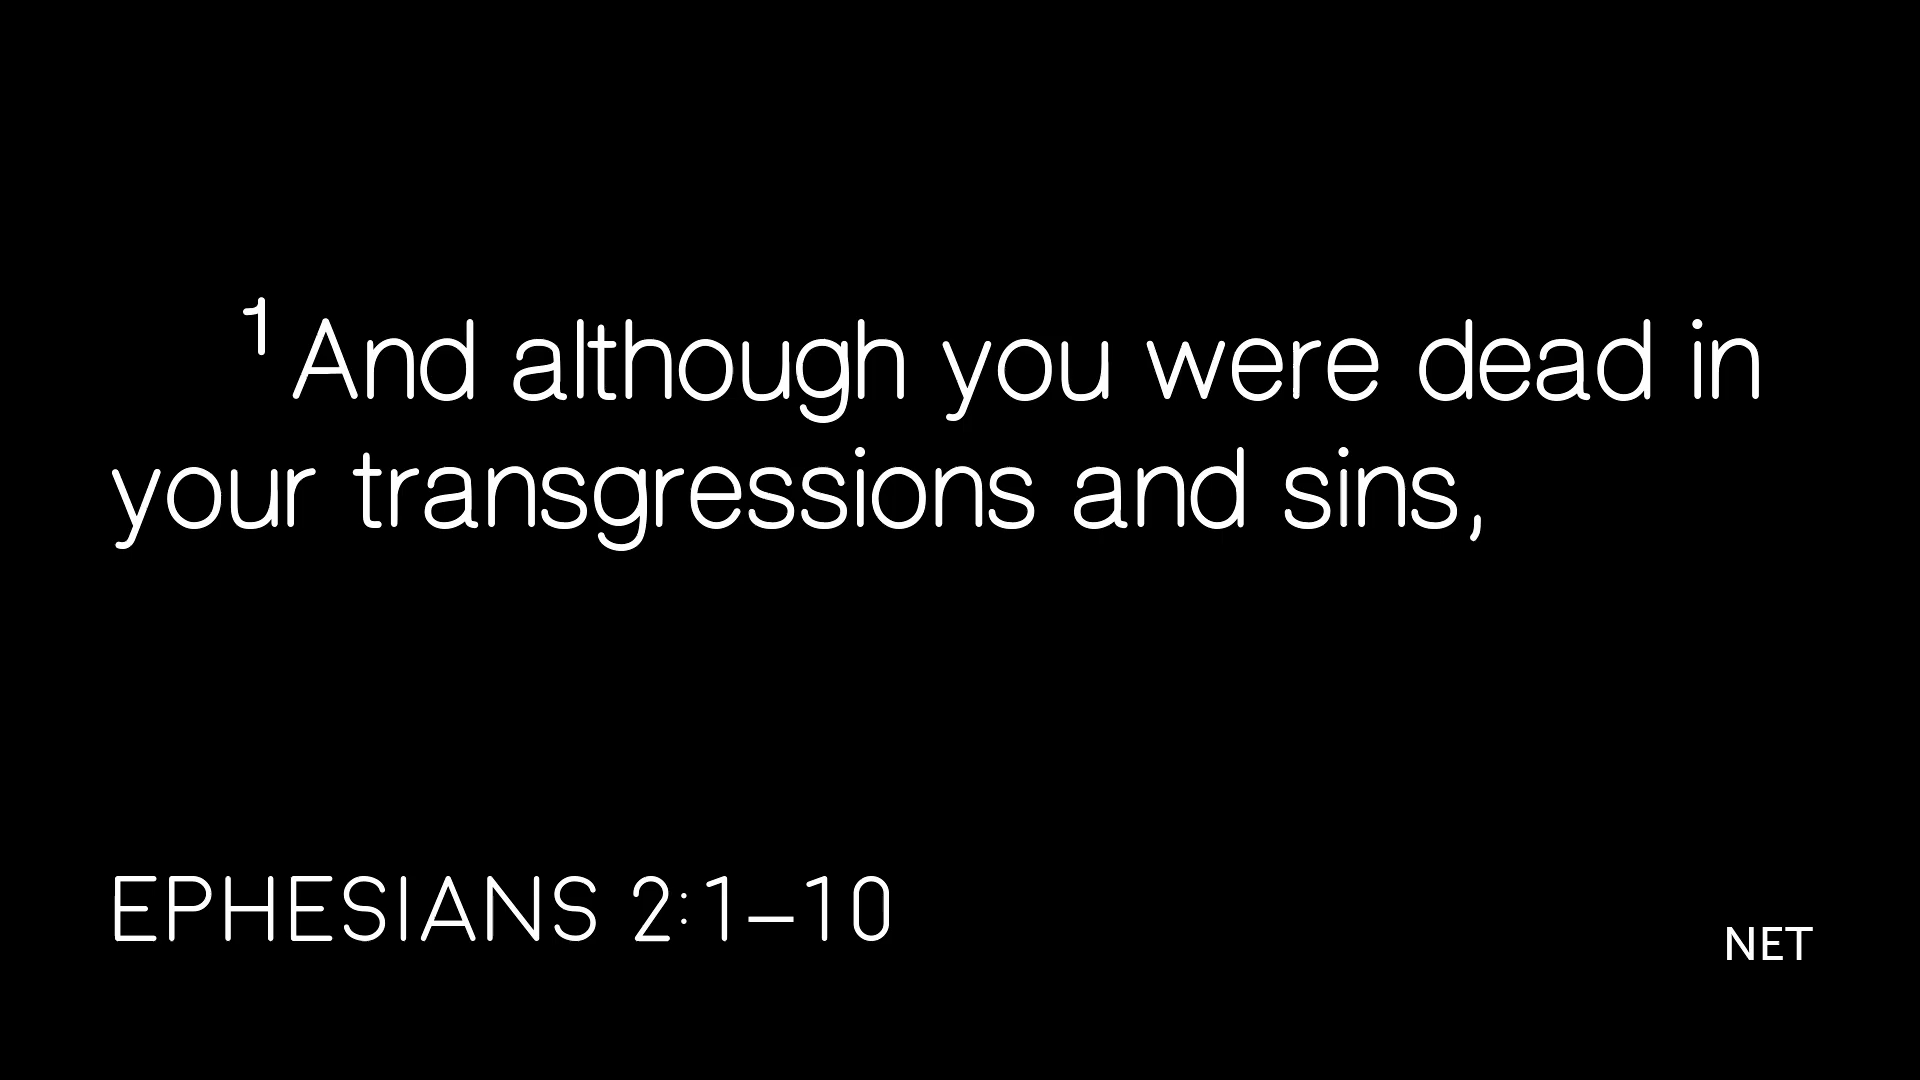 ¹ And although you were dead in
your transgressions and sins,
EPHESIANS 2:1–10
NET